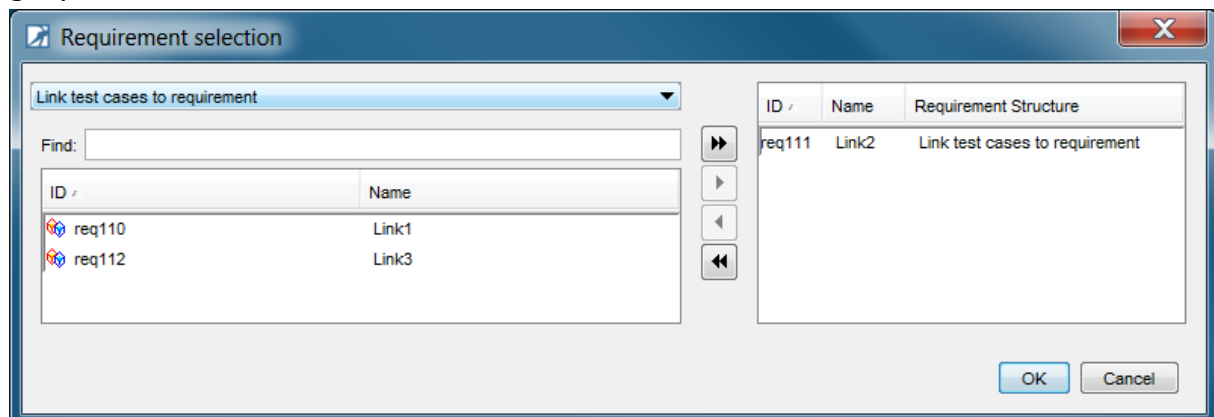 Requirement selection
X
Link test cases to requirement
Find:
ID Name
req110 Link1
req112 Link3
ID Name Requirement Structure
req111 Link2 Link test cases to requirement
OK Cancel